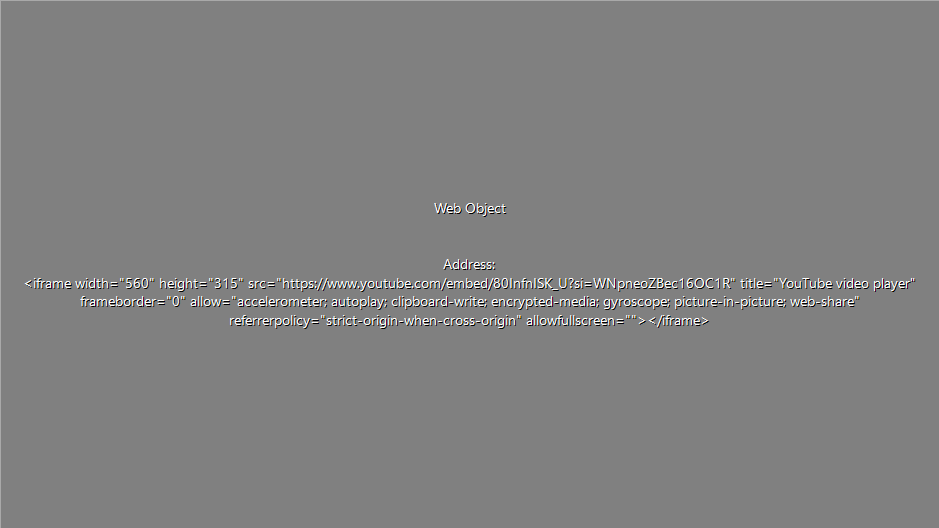 Web Object
Address:
<iframe width="560" height="315" src="https://www.youtube.com/embed/80InfnISK_U?si=WNpneoZBec16OC1R" title="YouTube video player"
frameborder="0" allow="accelerometer; autoplay; clipboard-write; encrypted-media; gyroscope; picture-in-picture; web-share"
referrerpolicy="strict-origin-when-cross-origin" allowfullscreen=""></iframe>